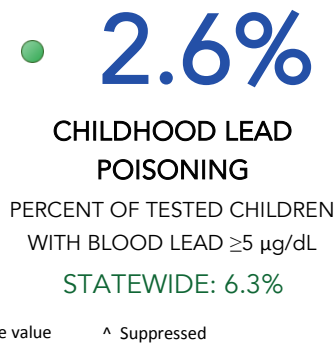 2.6%
CHILDHOOD LEAD
POISONING
PERCENT OF TESTED CHILDREN
WITH BLOOD LEAD ≥5 µg/dL
STATEWIDE: 6.3%
value ^ Suppressed